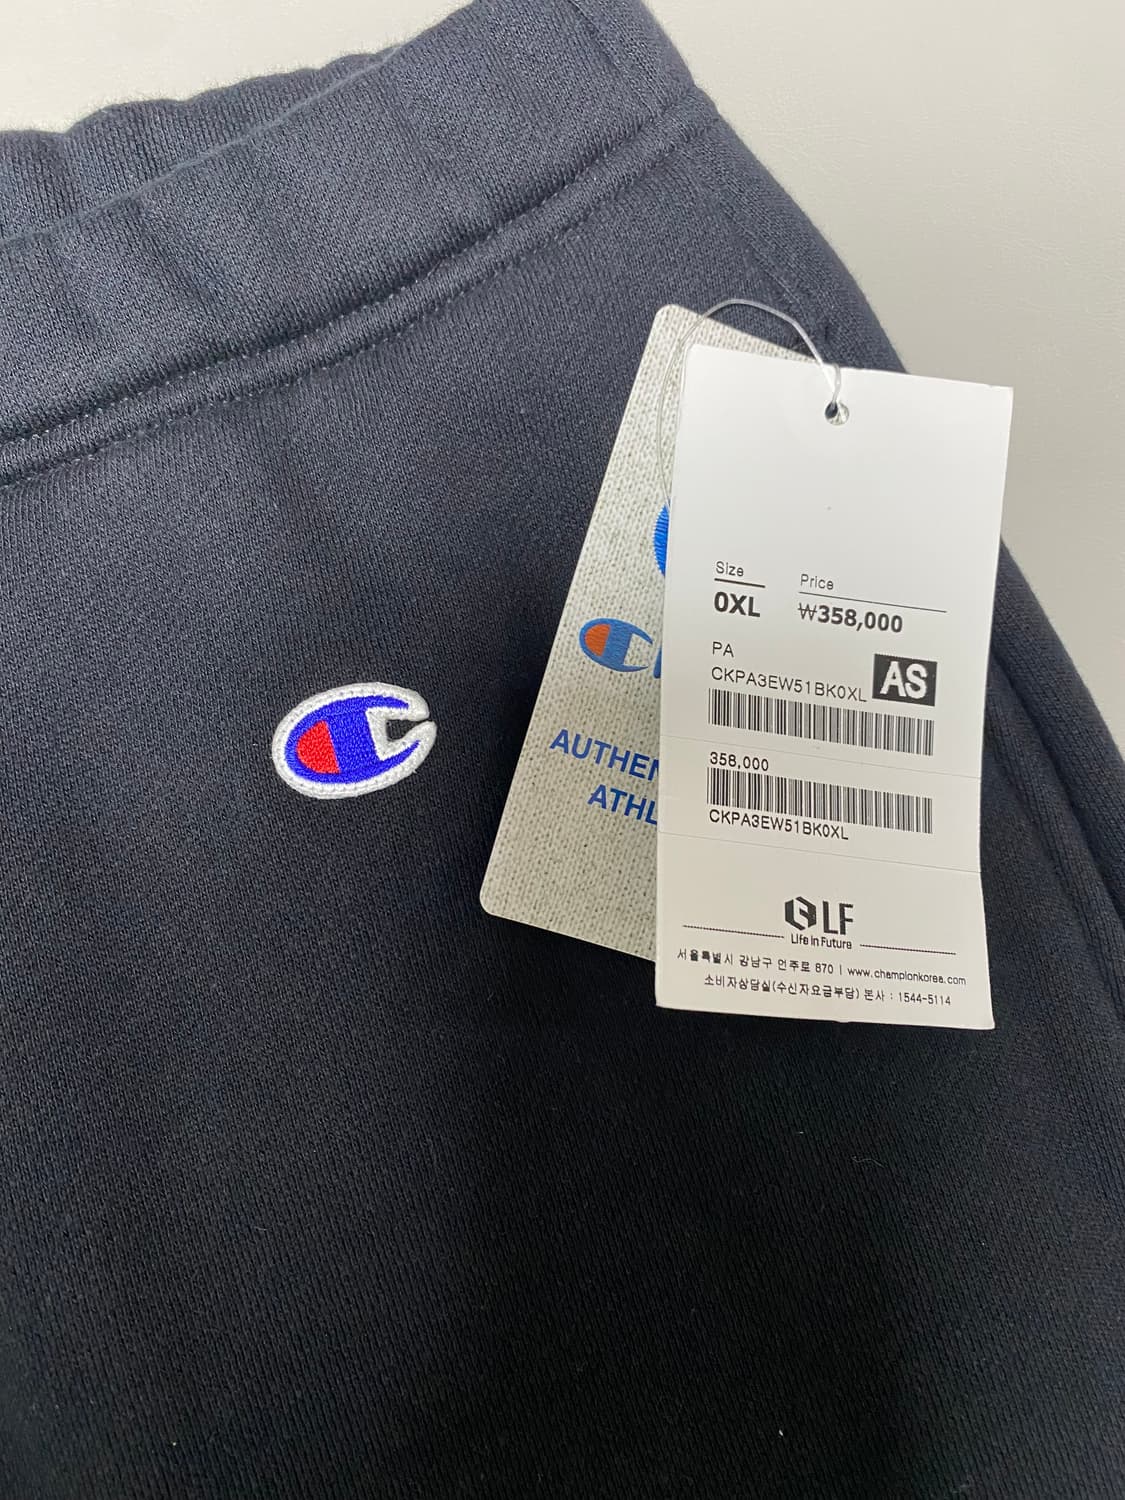 Size Price
0XL ₩358,000
PA
CKPA3EW51BK0XL AS
358,000
CKPA3EW51BK0XL
LF
Life in Future
서울특별시 강남구 언주로 870 | www.championkorea.com
소비자상담실(수신자요금부담) 본사 : 1544-5114
AUTHEN
ATHL